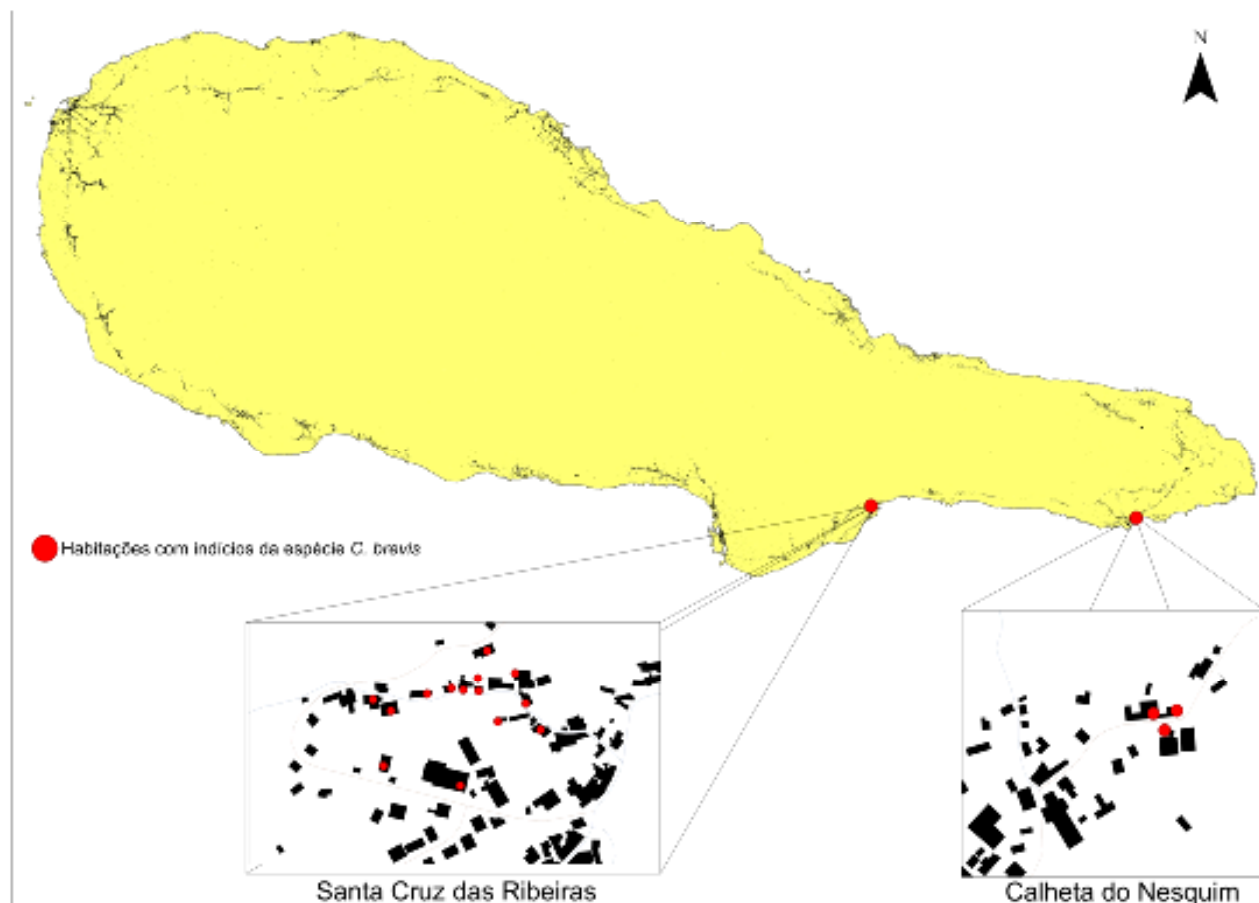 N
Habitações com indícios da espécie C. brevis
Santa Cruz das Ribeiras
Calheta do Nesquim